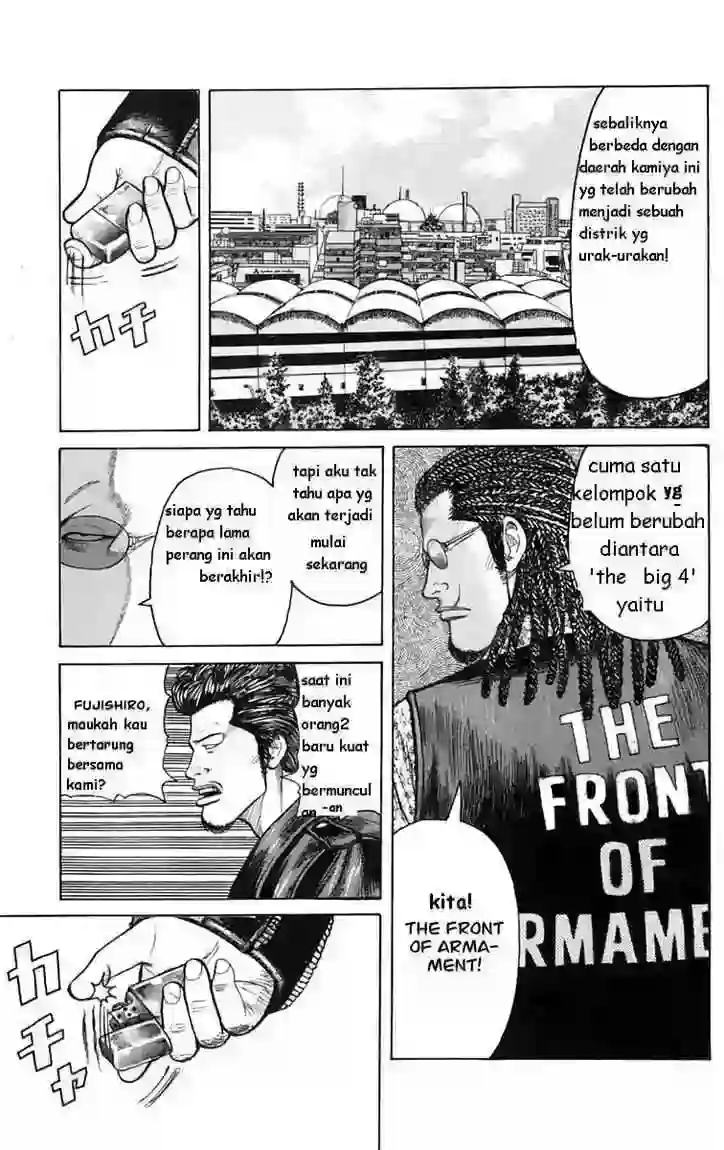 sebaliknya
berbeda dengan
daerah kamiya ini
yg telah berubah
menjadi sebuah
distrik yg
urak-urakan!
カチ
cuma satu
kelompok yg
belum berubah
diantara
'the big 4'
yaitu
THE
FRONT
OF
RMAME
kita!
THE FRONT
OF ARMA-
MENT!
tapi aku tak
tahu apa yg
akan terjadi
mulai
sekarang
siapa yg tahu
berapa lama
perang ini akan
berakhir!?
saat ini
banyak
orang2
baru kuat
yg
bermuncul
an -an
FUJISHIRO,
maukah kau
bertarung
bersama
kami?
カチャ